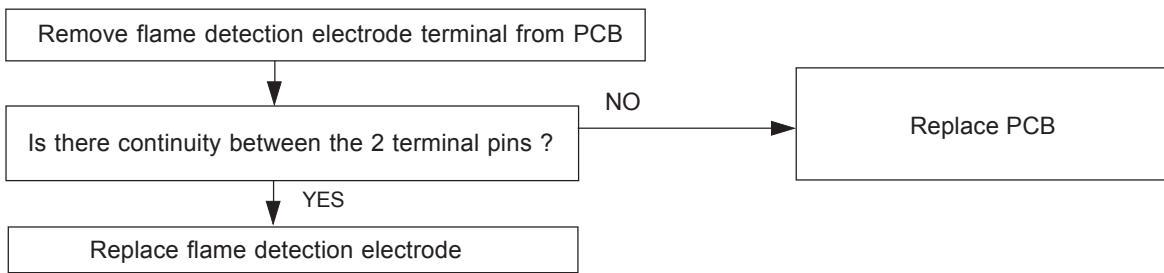 Remove flame detection electrode terminal from PCB
NO
Is there continuity between the 2 terminal pins ?
Replace PCB
YES
Replace flame detection electrode